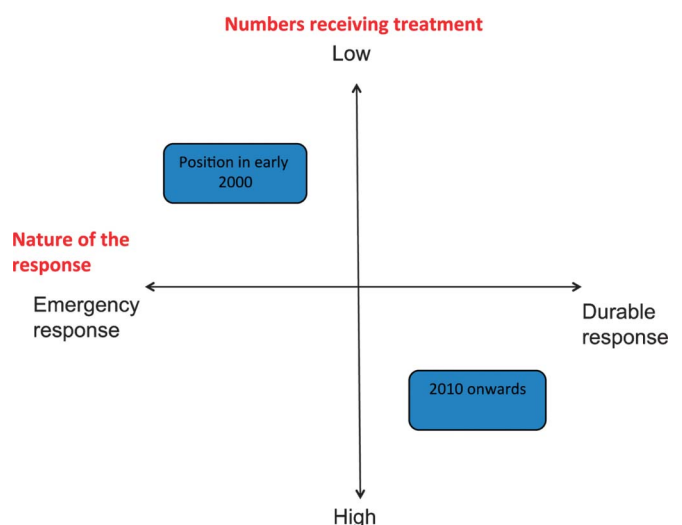 Numbers receiving treatment
Low
Position in early
2000
Nature of the
response
Emergency
response
Durable
response
2010 onwards
High